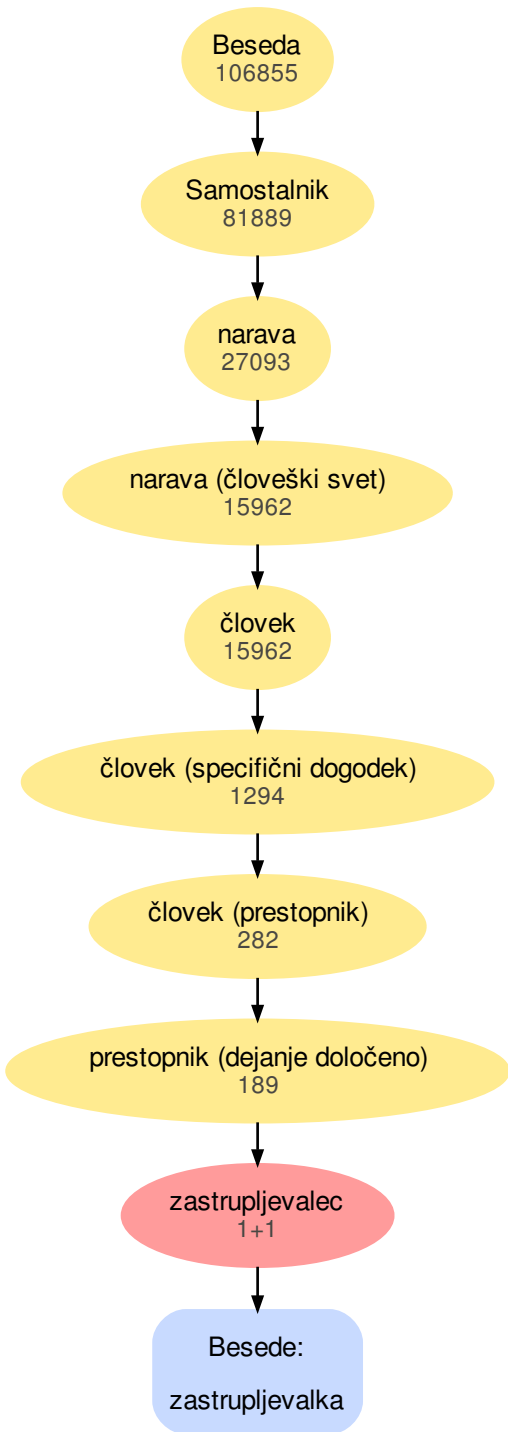 Beseda
106855
Samostalnik
81889
narava
27093
narava (človeški svet)
15962
človek
15962
človek (specifični dogodek)
1294
človek (prestopnik)
282
prestopnik (dejanje določeno)
189
zastrupljevalec
1+1
Besede:
zastrupljevalka